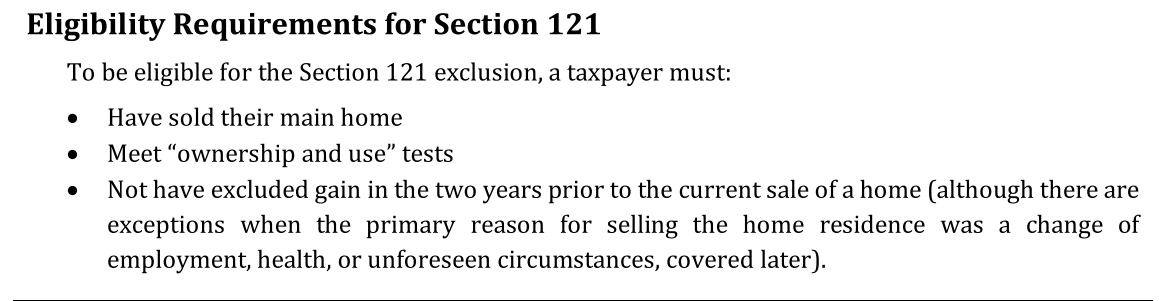 Eligibility Requirements for Section 121
To be eligible for the Section 121 exclusion, a taxpayer must:
• Have sold their main home
• Meet “ownership and use” tests
• Not have excluded gain in the two years prior to the current sale of a home (although there are
exceptions when the primary reason for selling the home residence was a change of
employment, health, or unforeseen circumstances, covered later).